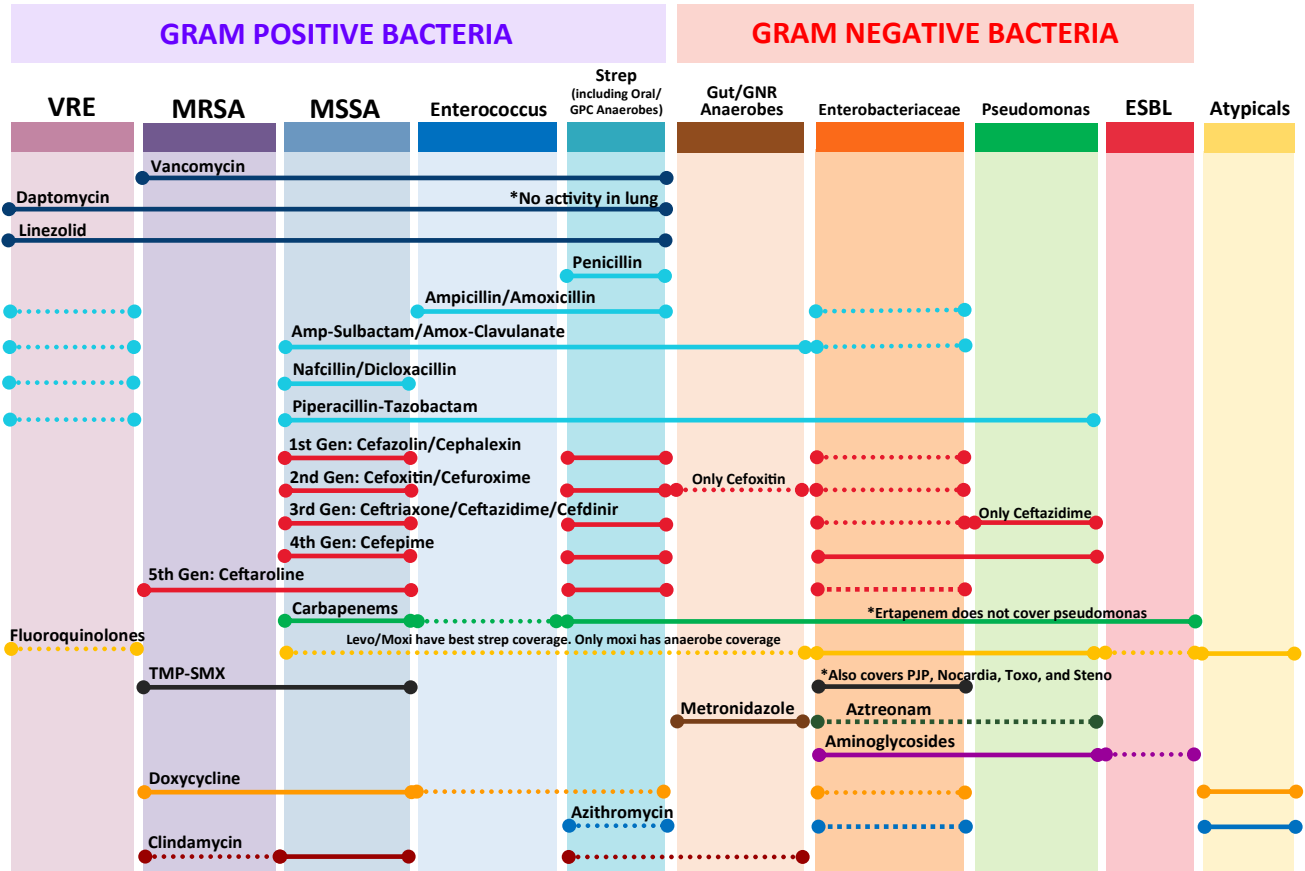 GRAM POSITIVE BACTERIA
GRAM NEGATIVE BACTERIA
VRE
MRSA
MSSA
Enterococcus
Strep
(including Oral/
GPC Anaerobes)
Gut/GNR
Anaerobes
Enterobacteriaceae
Pseudomonas
ESBL
Atypicals
Vancomycin
Daptomycin
*No activity in lung
Linezolid
Penicillin
Ampicillin/Amoxicillin
Amp-Sulbactam/Amox-Clavulanate
Nafcillin/Dicloxacillin
Piperacillin-Tazobactam
1st Gen: Cefazolin/Cephalexin
2nd Gen: Cefoxitin/Cefuroxime
Only Cefoxitin
3rd Gen: Ceftriaxone/Ceftazidime/Cefdinir
Only Ceftazidime
4th Gen: Cefepime
5th Gen: Ceftaroline
Carbapenems
*Ertapenem does not cover pseudomonas
Fluoroquinolones
Levo/Moxi have best strep coverage. Only moxi has anaerobe coverage
TMP-SMX
*Also covers PJP, Nocardia, Toxo, and Steno
Metronidazole
Aztreonam
Aminoglycosides
Doxycycline
Azithromycin
Clindamycin